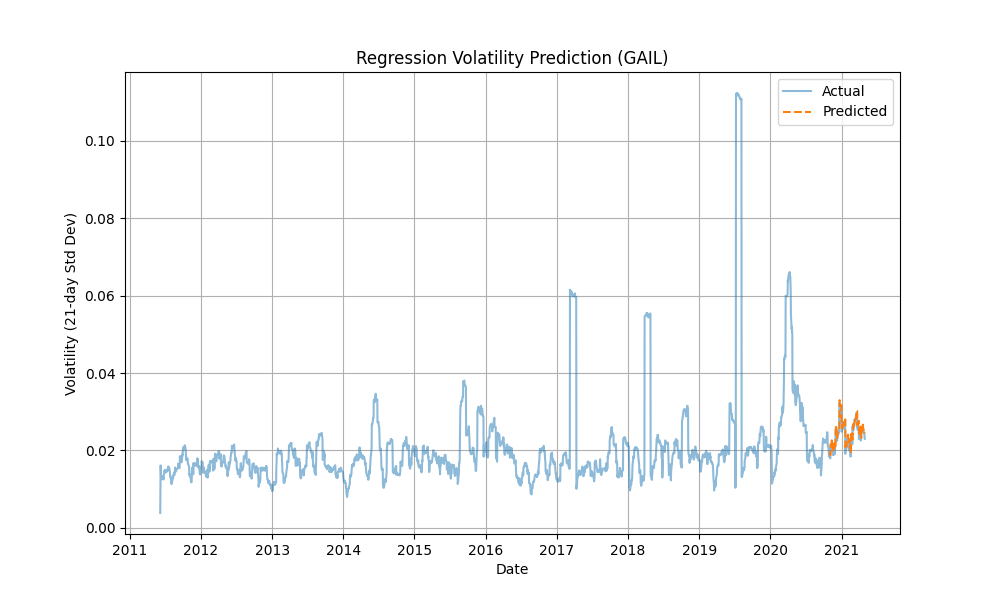 Regression Volatility Prediction (GAIL)
Actual
Predicted
Volatility (21-day Std Dev)
0.10
0.08
0.06
0.04
0.02
0.00
2011 2012 2013 2014 2015 2016 2017 2018 2019 2020 2021
Date